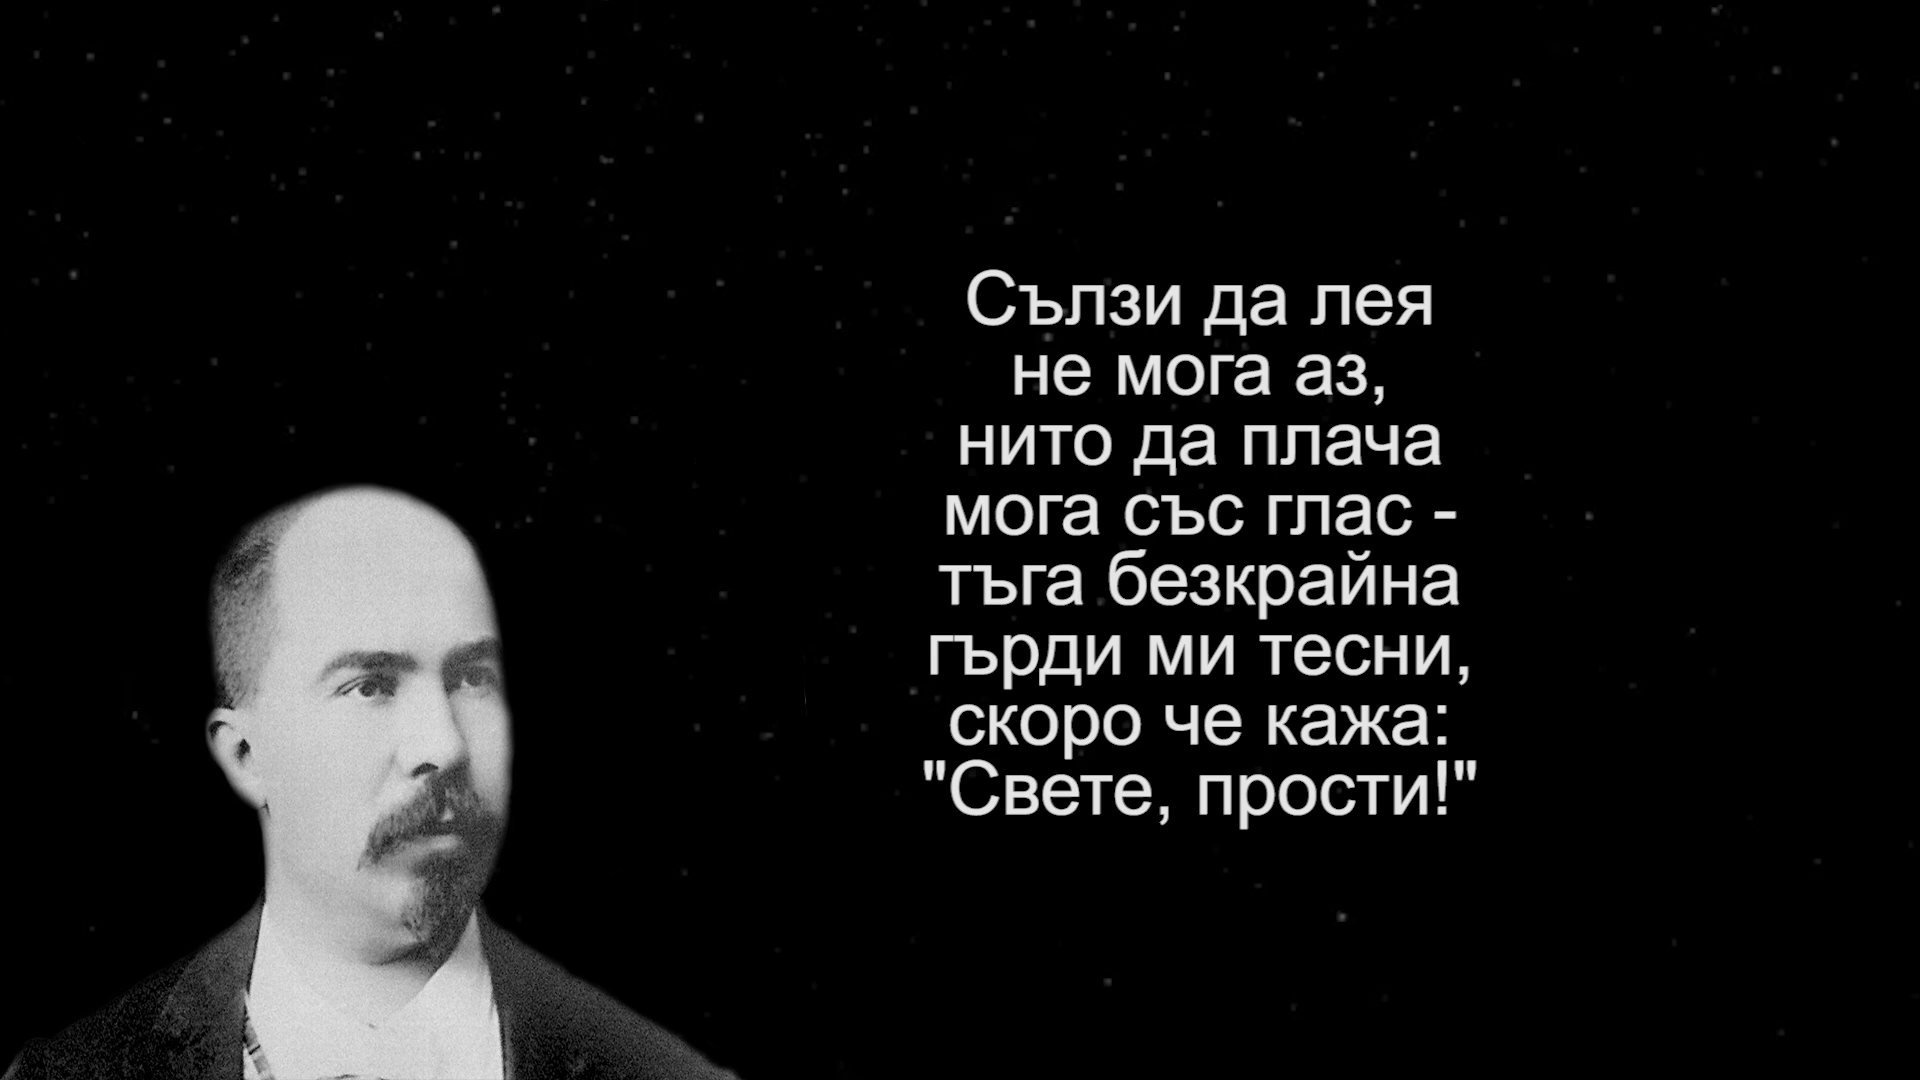 Сълзи да лея
не мога аз,
нито да плача
мога със глас -
тъга безкрайна
гърди ми тесни,
скоро че кажа:
"Свете, прости!"